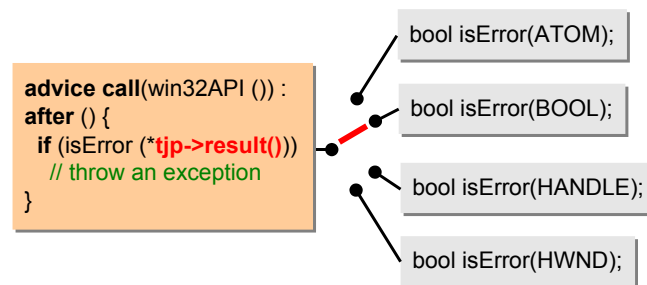 advice call(win32API ()) :
after () {
if (isError (*tjp->result()))
// throw an exception
}
bool isError(ATOM);
bool isError(BOOL);
bool isError(HANDLE);
bool isError(HWND);